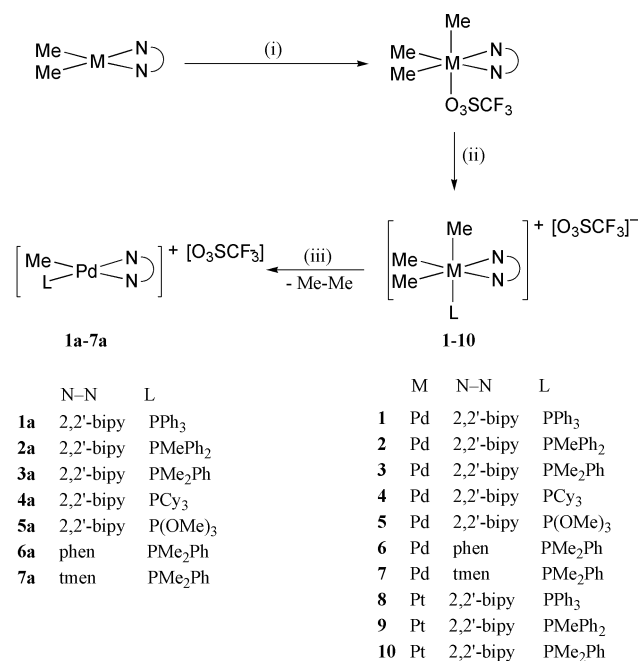 Me
Me
M
N
N
(i)
Me
Me
Me
M
N
N
O3SCF3
(ii)
Me
L
Pd
N
N
+ [O3SCF3]−
(iii)
- Me-Me
Me
Me
Me
M
N
N
L
+ [O3SCF3]−
1a-7a
1-10
N–N L
1a 2,2'-bipy PPh3
2a 2,2'-bipy PMePh2
3a 2,2'-bipy PMe2Ph
4a 2,2'-bipy PCy3
5a 2,2'-bipy P(OMe)3
6a phen PMe2Ph
7a tmen PMe2Ph
M N–N L
1 Pd 2,2'-bipy PPh3
2 Pd 2,2'-bipy PMePh2
3 Pd 2,2'-bipy PMe2Ph
4 Pd 2,2'-bipy PCy3
5 Pd 2,2'-bipy P(OMe)3
6 Pd phen PMe2Ph
7 Pd tmen PMe2Ph
8 Pt 2,2'-bipy PPh3
9 Pt 2,2'-bipy PMePh2
10 Pt 2,2'-bipy PMe2Ph